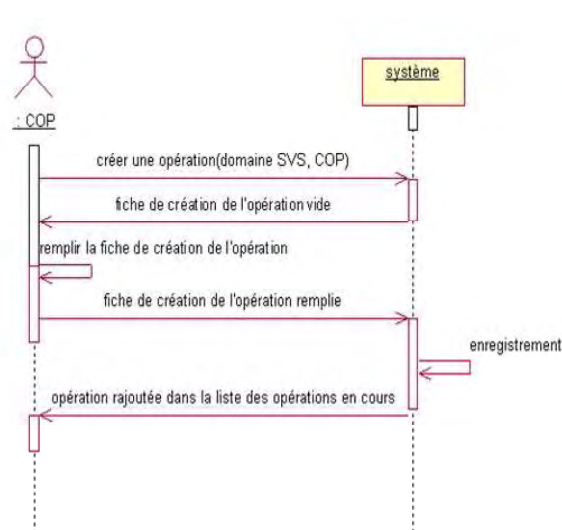 système
: COP
créer une opération(domaine SVS, COP)
fiche de création de l'opération vide
remplir la fiche de création de l'opération
fiche de création de l'opération remplie
enregistrement
opération rajoutée dans la liste des opérations en cours